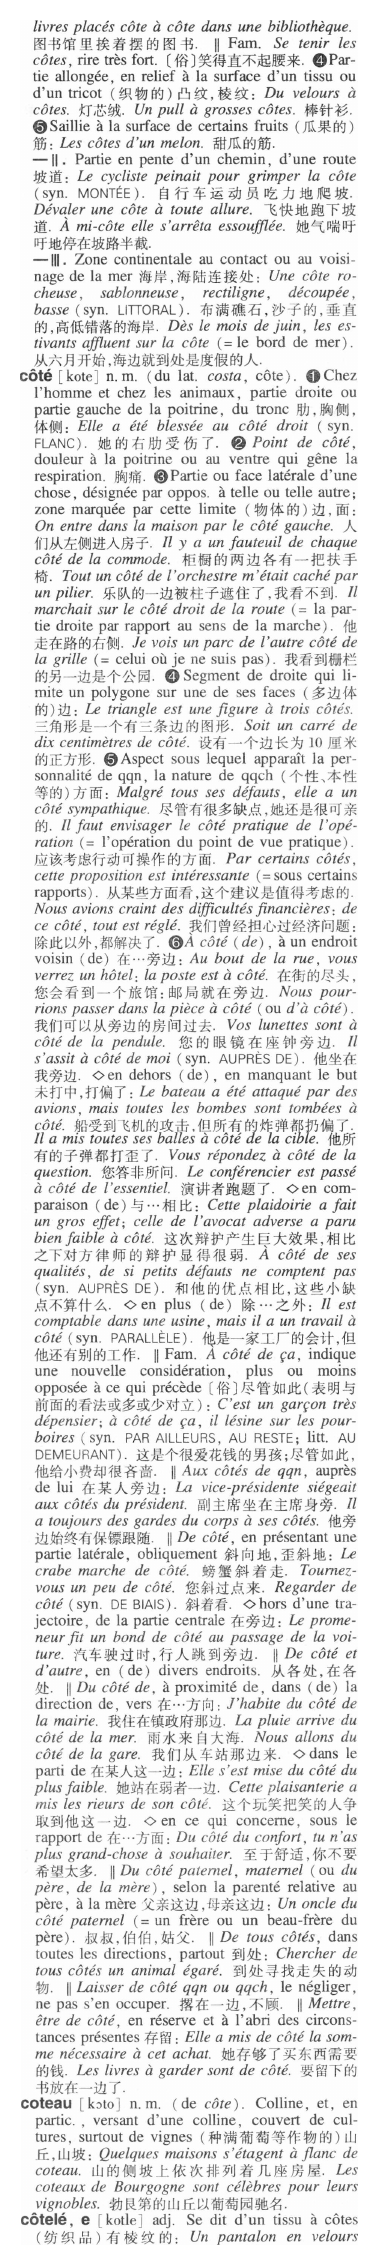 livres placés côte à côte dans une bibliothèque.
图书馆里挨着摆的图书. ‖ Fam. Se tenir les
côtes, rire très fort. 〔俗〕笑得直不起腰来. ❹Par-
tie allongée, en relief à la surface d'un tissu ou
d'un tricot (织物的)凸纹,棱纹: Du velours à
côtes. 灯芯绒. Un pull à grosses côtes. 棒针衫.
❺Saillie à la surface de certains fruits (瓜果的)
筋: Les côtes d'un melon. 甜瓜的筋.
— Ⅱ. Partie en pente d'un chemin, d'une route
坡道: Le cycliste peinait pour grimper la côte
(syn. MONTÉE). 自行车运动员吃力地爬坡.
Dévaler une côte à toute allure. 飞快地跑下坡
道. À mi-côte elle s'arrêta essoufflée. 她气喘吁
吁地停在坡路半截.
— Ⅲ. Zone continentale au contact ou au voisi-
nage de la mer 海岸,海陆连接处: Une côte ro-
cheuse, sablonneuse, rectiligne, découpée,
basse (syn. LITTORAL). 布满礁石,沙子的,垂直
的,高低错落的海岸. Dès le mois de juin, les es-
tivants affluent sur la côte (= le bord de mer).
从六月开始,海边就到处是度假的人.
côté [kote] n. m. (du lat. costa, côte). ❶Chez
l'homme et chez les animaux, partie droite ou
partie gauche de la poitrine, du tronc 肋,胸侧,
体侧: Elle a été blessée au côté droit (syn.
FLANC). 她的右肋受伤了. ❷ Point de côté,
douleur à la poitrine ou au ventre qui gêne la
respiration. 胸痛. ❸Partie ou face latérale d'une
chose, désignée par oppos. à telle ou telle autre;
zone marquée par cette limite (物体的)边,面:
On entre dans la maison par le côté gauche. 人
们从左侧进入房子. Il y a un fauteuil de chaque
côté de la commode. 柜橱的两边各有一把扶手
椅. Tout un côté de l'orchestre m'était caché par
un pilier. 乐队的一边被柱子遮住了,我看不到. Il
marchait sur le côté droit de la route (= la par-
tie droite par rapport au sens de la marche). 他
走在路的右侧. Je vois un parc de l'autre côté de
la grille (= celui où je ne suis pas). 我看到栅栏
的另一边是个公园. ❹Segment de droite qui li-
mite un polygone sur une de ses faces (多边体
的)边: Le triangle est une figure à trois côtés.
三角形是一个有三条边的图形. Soit un carré de
dix centimètres de côté. 设有一个边长为 10 厘米
的正方形. ❺Aspect sous lequel apparaît la per-
sonnalité de qqn, la nature de qqch (个性、本性
等的)方面: Malgré tous ses défauts, elle a un
côté sympathique. 尽管有很多缺点,她还是很可亲
的. Il faut envisager le côté pratique de l'opé-
ration (= l'opération du point de vue pratique).
应该考虑行动可操作的方面. Par certains côtés,
cette proposition est intéressante (=sous certains
rapports). 从某些方面看,这个建议是值得考虑的.
Nous avions craint des difficultés financières; de
ce côté, tout est réglé. 我们曾经担心过经济问题;
除此以外,都解决了. ❻À côté (de), à un endroit
voisin (de) 在…旁边: Au bout de la rue, vous
verrez un hôtel; la poste est à côté. 在街的尽头,
您会看到一个旅馆;邮局就在旁边. Nous pour-
rions passer dans la pièce à côté (ou d'à côté).
我们可以从旁边的房间过去. Vos lunettes sont à
côté de la pendule. 您的眼镜在座钟旁边. Il
s'assit à côté de moi (syn. AUPRÈS DE). 他坐在
我旁边. ◇en dehors (de), en manquant le but
未打中,打偏了: Le bateau a été attaqué par des
avions, mais toutes les bombes sont tombées à
côté. 船受到飞机的攻击,但所有的炸弹都扔偏了.
Il a mis toutes ses balles à côté de la cible. 他所
有的子弹都打歪了. Vous répondez à côté de la
question. 您答非所问. Le conférencier est passé
à côté de l'essentiel. 演讲者跑题了. ◇en com-
paraison (de)与…相比: Cette plaidoirie a fait
un gros effet; celle de l'avocat adverse a paru
bien faible à côté. 这次辩护产生巨大效果,相比
之下对方律师的辩护显得很弱. À côté de ses
qualités, de si petits défauts ne comptent pas
(syn. AUPRÈS DE). 和他的优点相比,这些小缺
点不算什么. ◇en plus (de) 除…之外: Il est
comptable dans une usine, mais il a un travail à
côté (syn. PARALLÈLE). 他是一家工厂的会计,但
他还有别的工作. ‖ Fam. À côté de ça, indique
une nouvelle considération, plus ou moins
opposée à ce qui précède〔俗〕尽管如此(表明与
前面的看法或多或少对立): C'est un garçon très
dépensier; à côté de ça, il lésine sur les pour-
boires (syn. PAR AILLEURS, AU RESTE; litt. AU
DEMEURANT). 这是个很爱花钱的男孩;尽管如此,
他给小费却很吝啬. ‖ Aux côtés de qqn, auprès
de lui 在某人旁边: La vice-présidente siégeait
aux côtés du président. 副主席坐在主席身旁. Il
a toujours des gardes du corps à ses côtés. 他旁
边始终有保镖跟随. ‖ De côté, en présentant une
partie latérale, obliquement 斜向地,歪斜地: Le
crabe marche de côté. 螃蟹斜着走. Tournez-
vous un peu de côté. 您斜过点来. Regarder de
côté (syn. DE BIAIS). 斜着看. ◇hors d'une tra-
jectoire, de la partie centrale 在旁边: Le prome-
neur fit un bond de côté au passage de la voi-
ture. 汽车驶过时,行人跳到旁边. ‖ De côté et
d'autre, en (de) divers endroits. 从各处,在各
处. ‖ Du côté de, à proximité de, dans (de) la
direction de, vers 在…方向: J'habite du côté de
la mairie. 我住在镇政府那边. La pluie arrive du
côté de la mer. 雨水来自大海. Nous allons du
côté de la gare. 我们从车站那边来. ◇dans le
parti de 在某人这一边: Elle s'est mise du côté du
plus faible. 她站在弱者一边. Cette plaisanterie a
mis les rieurs de son côté. 这个玩笑把笑的人争
取到他这一边. ◇en ce qui concerne, sous le
rapport de 在…方面: Du côté du confort, tu n'as
plus grand-chose à souhaiter. 至于舒适,你不要
希望太多. ‖ Du côté paternel, maternel (ou du
père, de la mère), selon la parenté relative au
père, à la mère 父亲这边,母亲这边: Un oncle du
côté paternel (= un frère ou un beau-frère du
père). 叔叔,伯伯,姑父. ‖ De tous côtés, dans
toutes les directions, partout 到处: Chercher de
tous côtés un animal égaré. 到处寻找走失的动
物. ‖ Laisser de côté qqn ou qqch, le négliger,
ne pas s'en occuper. 撂在一边,不顾. ‖ Mettre,
être de côté, en réserve et à l'abri des circons-
tances présentes 存留: Elle a mis de côté la som-
me nécessaire à cet achat. 她存够了买东西需要
的钱. Les livres à garder sont de côté. 要留下的
书放在一边了.
coteau [kɔto] n. m. (de côte). Colline, et, en
partic., versant d'une colline, couvert de cul-
tures, surtout de vignes (种满葡萄等作物的)山
丘,山坡: Quelques maisons s'étagent à flanc de
coteau. 山的侧坡上依次排列着几座房屋. Les
coteaux de Bourgogne sont célèbres pour leurs
vignobles. 勃艮第的山丘以葡萄园驰名.
côtelé, e [kotle] adj. Se dit d'un tissu à côtes
(纺织品)有棱纹的: Un pantalon en velours